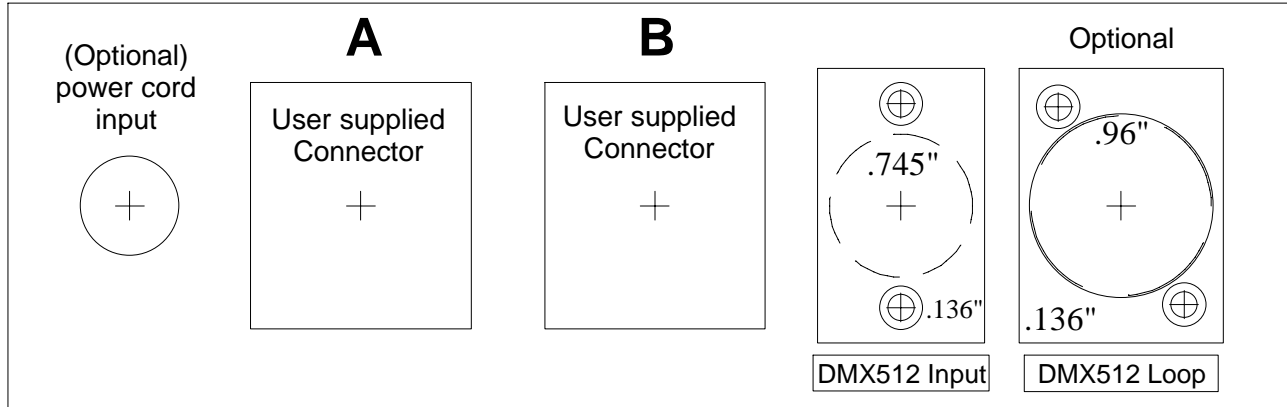 (Optional)
power cord
input
A
User supplied
Connector
B
User supplied
Connector
.745"
.136"
DMX512 Input
Optional
.96"
.136"
DMX512 Loop